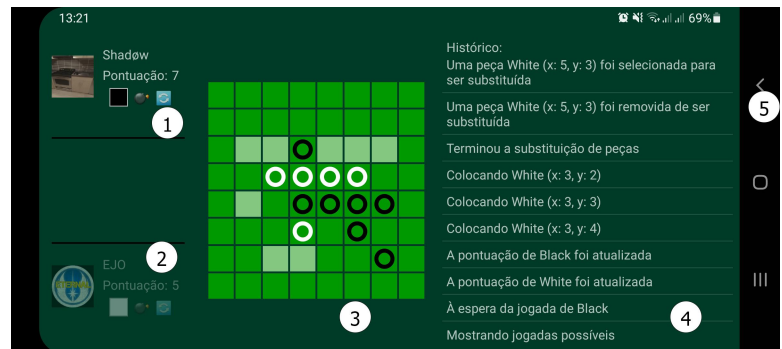 13:21
69%
Shadøw
Pontuação: 7
1
2
EJO
Pontuação: 5
3
Histórico:
Uma peça White (x: 5, y: 3) foi selecionada para
ser substituída
Uma peça White (x: 5, y: 3) foi removida de ser
substituída
Terminou a substituição de peças
Colocando White (x: 3, y: 2)
Colocando White (x: 3, y: 3)
Colocando White (x: 3, y: 4)
A pontuação de Black foi atualizada
A pontuação de White foi atualizada
À espera da jogada de Black
Mostrando jogadas possíveis
4
5